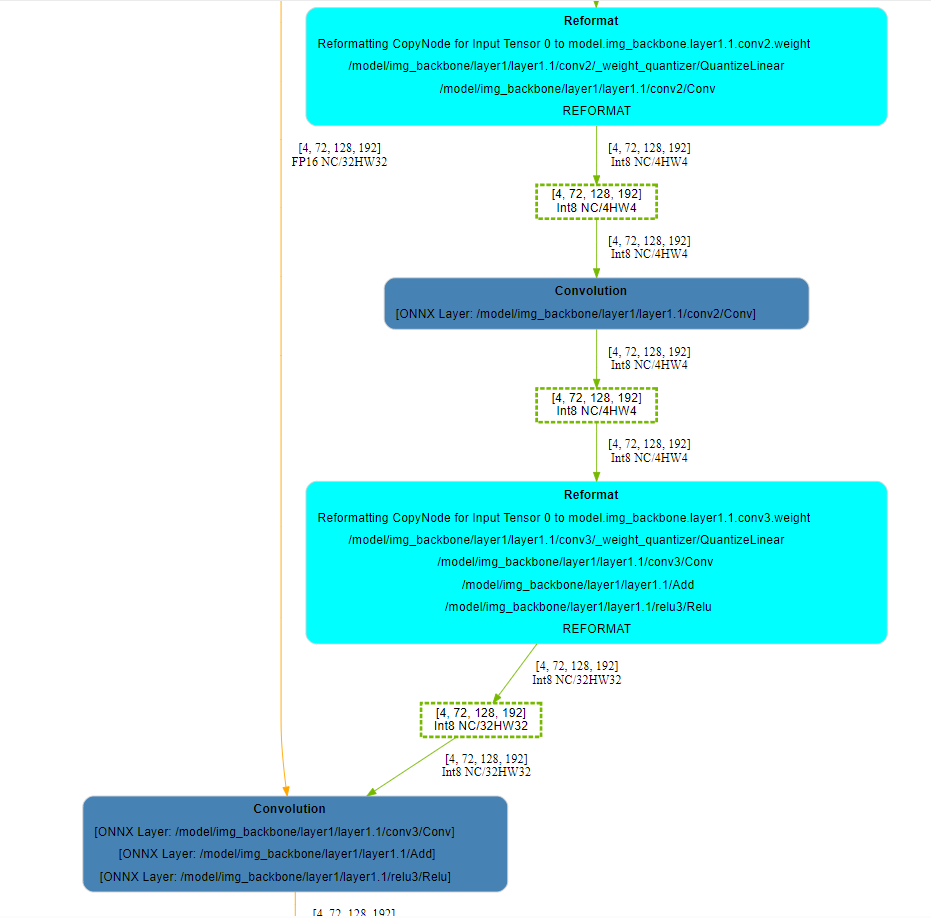 Reformat
Reformatting CopyNode for Input Tensor 0 to model.img_backbone.layer1.1.conv2.weight
/model/img_backbone/layer1/layer1.1/conv2/_weight_quantizer/QuantizeLinear
/model/img_backbone/layer1/layer1.1/conv2/Conv
REFORMAT
[4, 72, 128, 192]
FP16 NC/32HW32
[4, 72, 128, 192]
Int8 NC/4HW4
[4, 72, 128, 192]
Int8 NC/4HW4
[4, 72, 128, 192]
Int8 NC/4HW4
Convolution
[ONNX Layer: /model/img_backbone/layer1/layer1.1/conv2/Conv]
[4, 72, 128, 192]
Int8 NC/4HW4
[4, 72, 128, 192]
Int8 NC/4HW4
[4, 72, 128, 192]
Int8 NC/4HW4
Reformat
Reformatting CopyNode for Input Tensor 0 to model.img_backbone.layer1.1.conv3.weight
/model/img_backbone/layer1/layer1.1/conv3/_weight_quantizer/QuantizeLinear
/model/img_backbone/layer1/layer1.1/conv3/Conv
/model/img_backbone/layer1/layer1.1/Add
/model/img_backbone/layer1/layer1.1/relu3/Relu
REFORMAT
[4, 72, 128, 192]
Int8 NC/32HW32
[4, 72, 128, 192]
Int8 NC/32HW32
[4, 72, 128, 192]
Int8 NC/32HW32
Convolution
[ONNX Layer: /model/img_backbone/layer1/layer1.1/conv3/Conv]
[ONNX Layer: /model/img_backbone/layer1/layer1.1/Add]
[ONNX Layer: /model/img_backbone/layer1/layer1.1/relu3/Relu]
[4, 72, 128, 192]